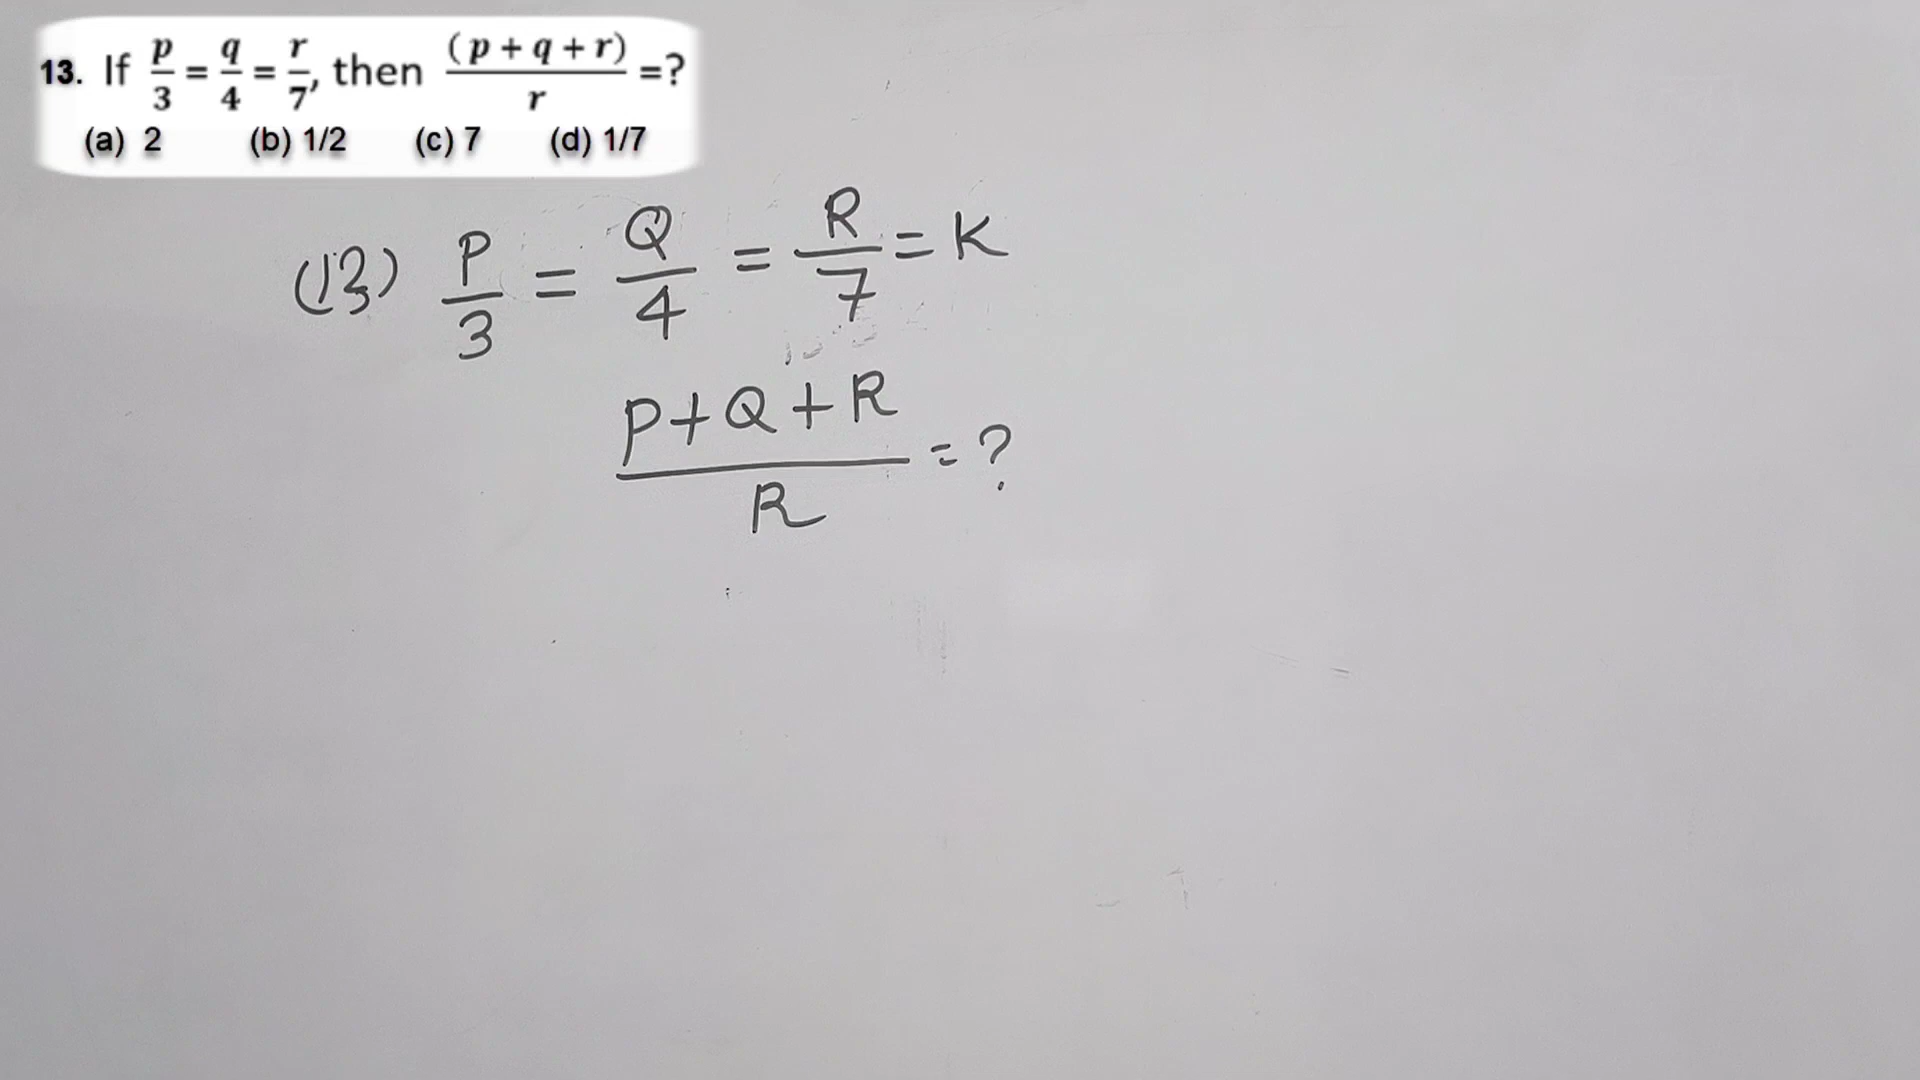 13. If p/3 = q/4 = r/7, then (p+q+r)/r =?
(a) 2 (b) 1/2 (c) 7 (d) 1/7
(13) P/3 = Q/4 = R/7 = K
P+Q+R/R = ?